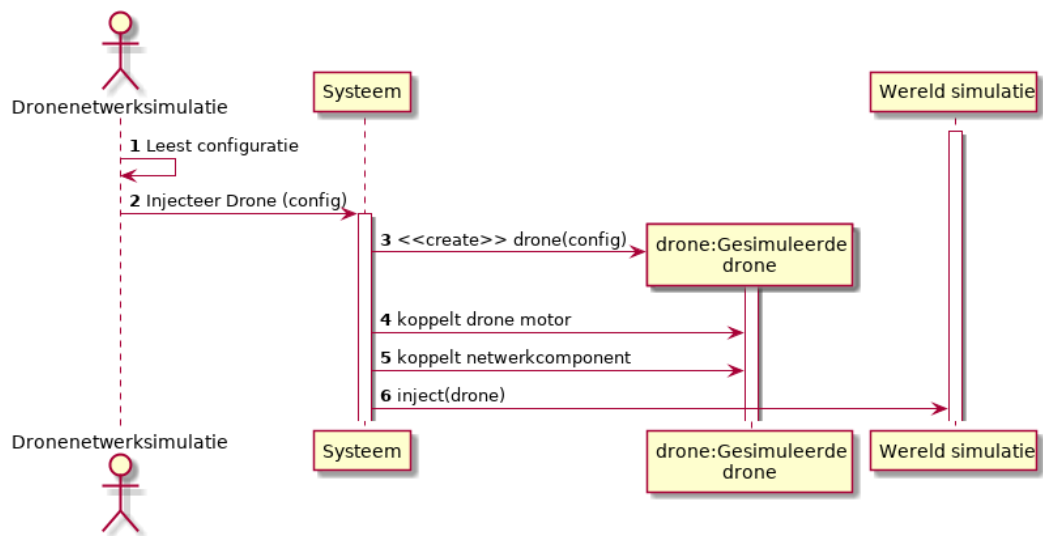 Dronenetwerksimulatie
Systeem
Wereld simulatie
1 Leest configuratie
2 Injecteer Drone (config)
3 <<create>> drone(config)
drone:Gesimuleerde
drone
4 koppelt drone motor
5 koppelt netwerkcomponent
6 inject(drone)
Dronenetwerksimulatie
Systeem
drone:Gesimuleerde
drone
Wereld simulatie